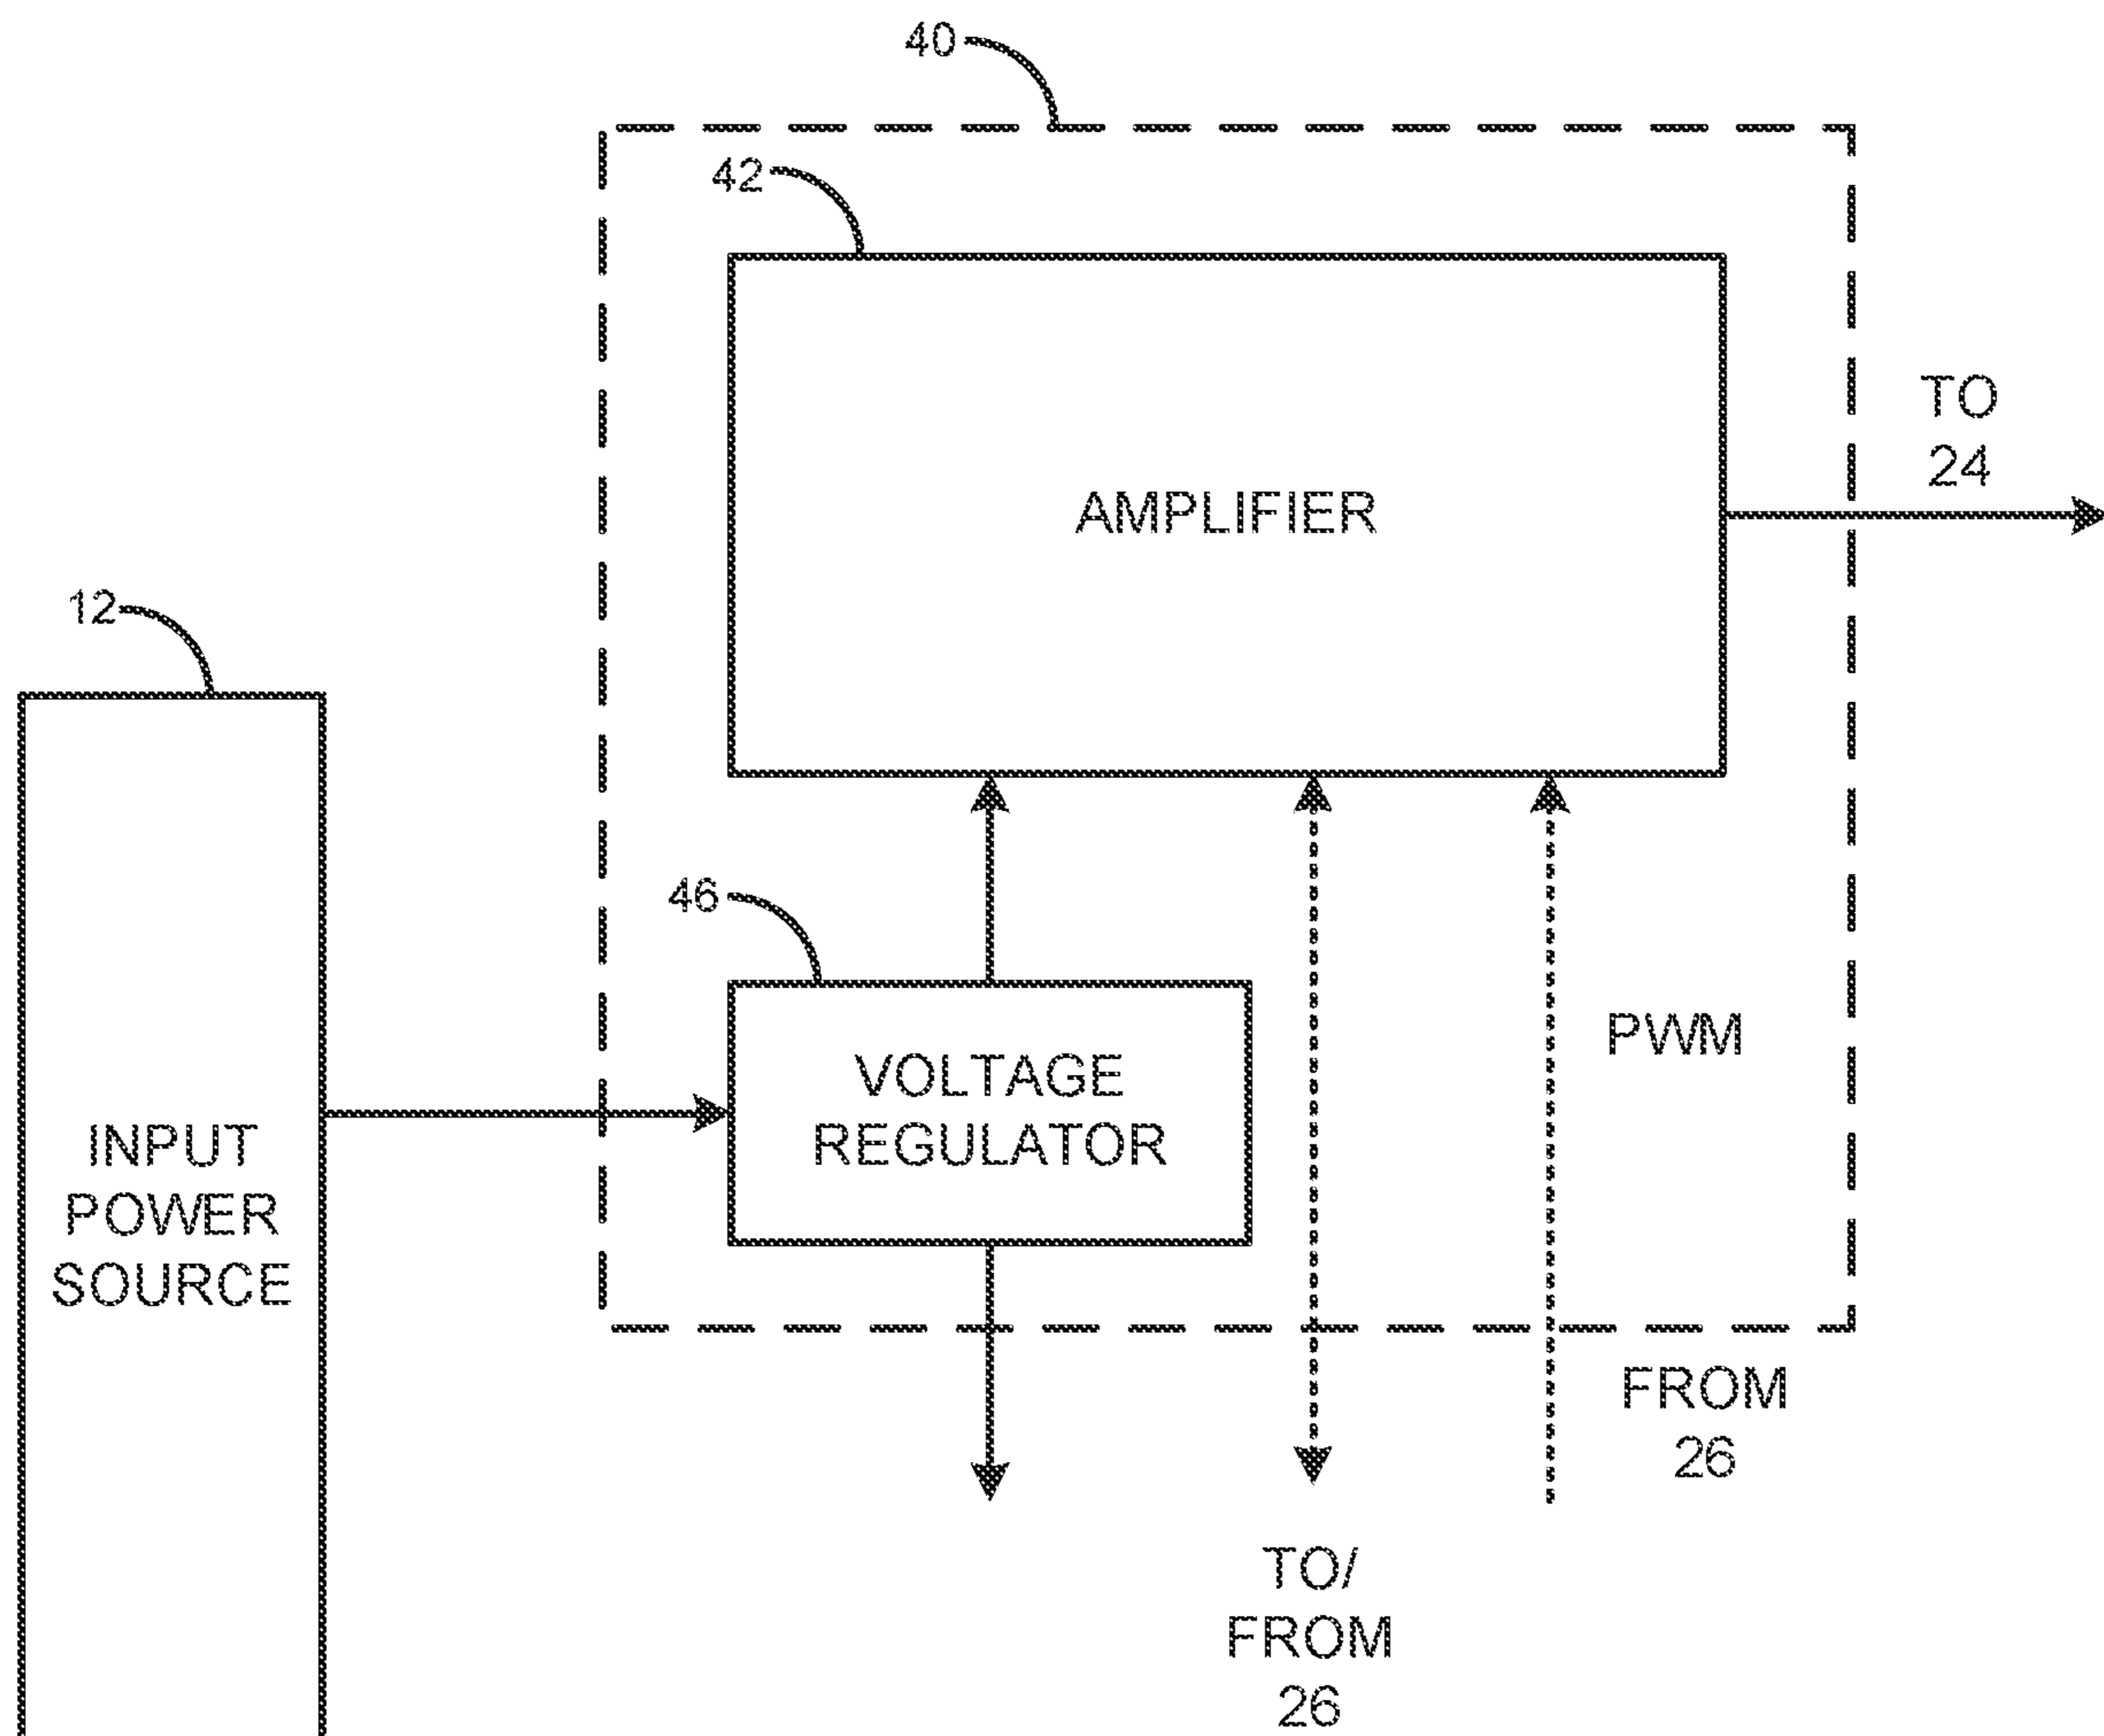 40
42
AMPLIFIER
TO
24
12
46
VOLTAGE
REGULATOR
PWM
INPUT
POWER
SOURCE
FROM
26
TO/
FROM
26